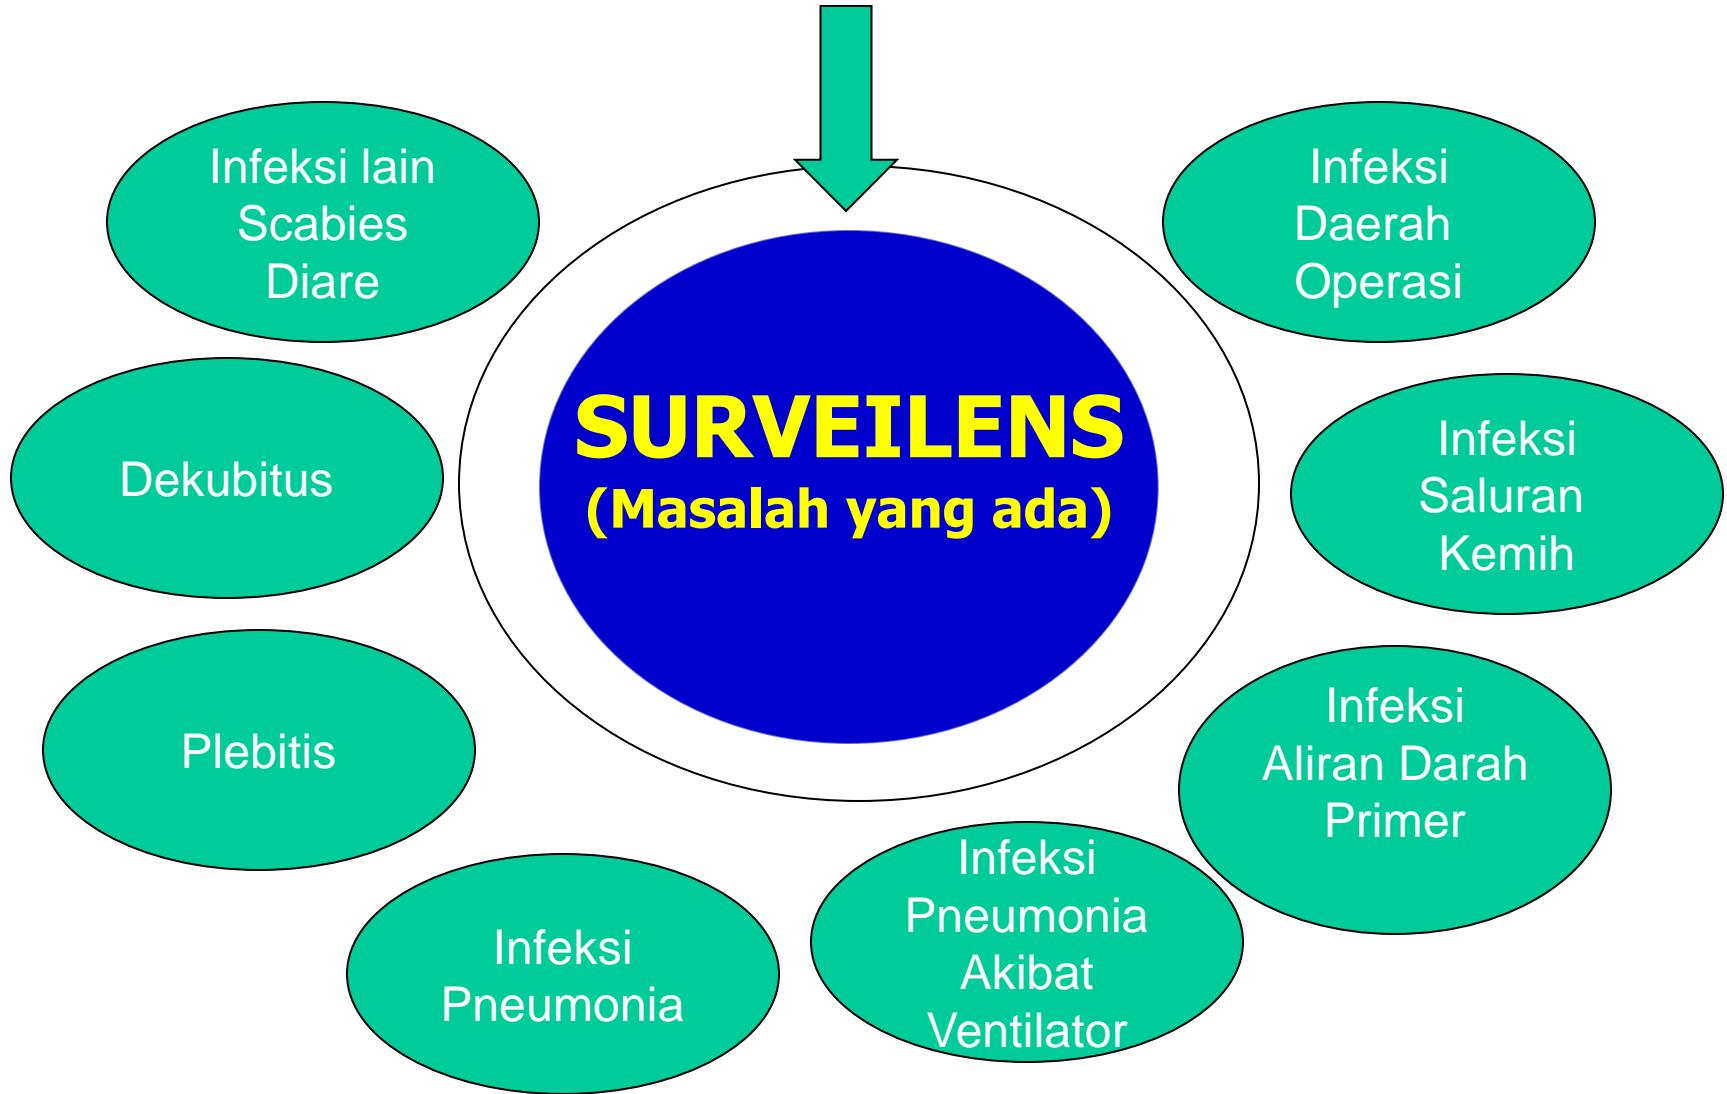 Infeksi lain
Scabies
Diare
Infeksi
Daerah
Operasi
SURVEILENS
(Masalah yang ada)
Dekubitus
Infeksi
Saluran
Kemih
Plebitis
Infeksi
Aliran Darah
Primer
Infeksi
Pneumonia
Infeksi
Pneumonia
Akibat
Ventilator